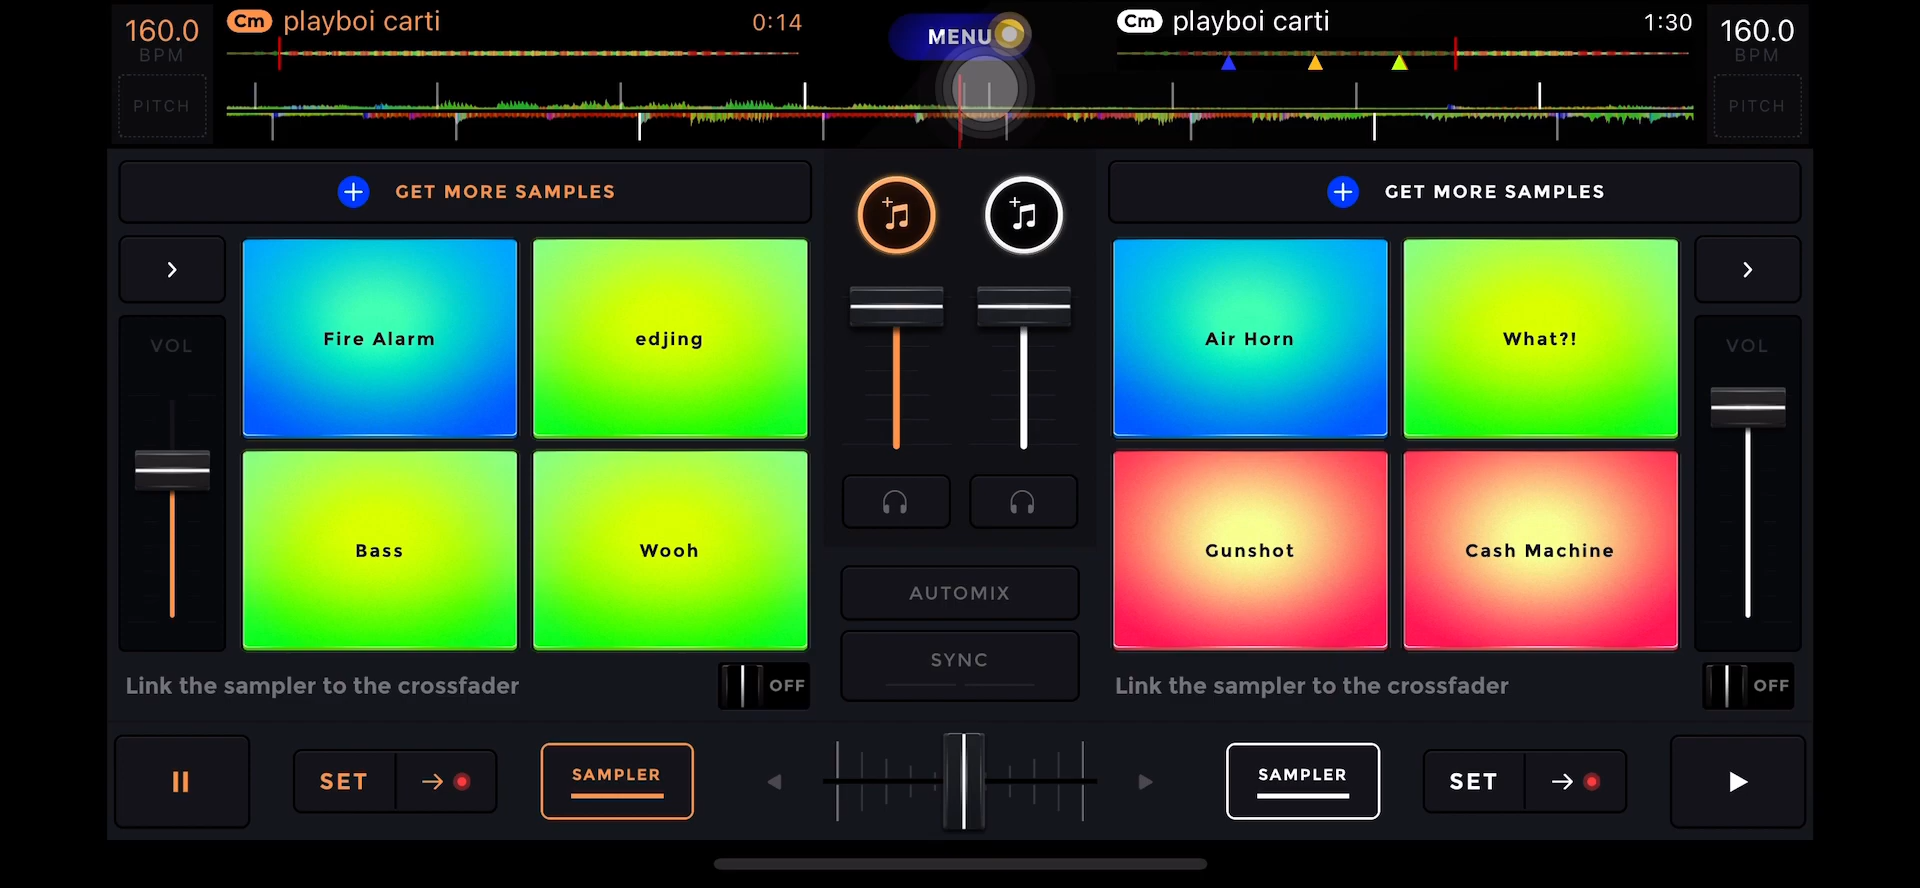 160.0
BPM
PITCH
Cm playboi carti 0:14
MENU
Cm playboi carti 1:30
160.0
BPM
PITCH
GET MORE SAMPLES
GET MORE SAMPLES
VOL
Fire Alarm
edjing
Bass
Wooh
Air Horn
What?!
Gunshot
Cash Machine
VOL
AUTOMIX
SYNC
Link the sampler to the crossfader OFF
Link the sampler to the crossfader OFF
SET
SAMPLER
SAMPLER
SET